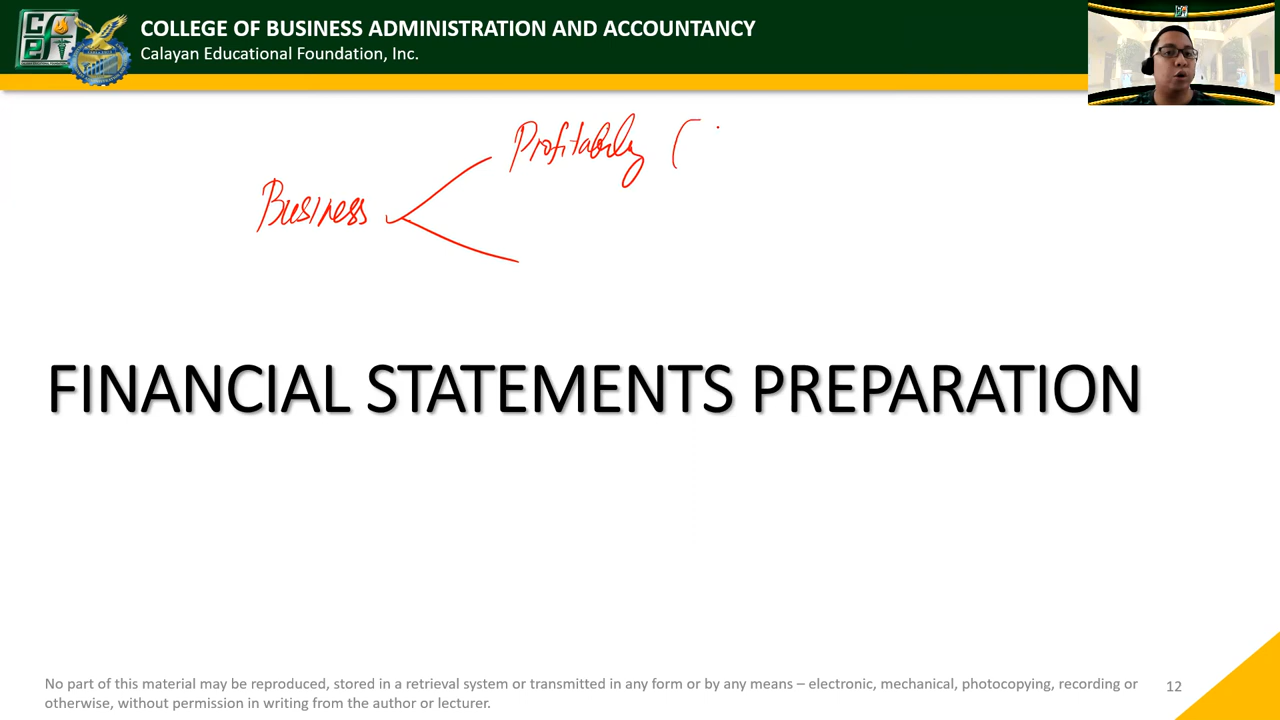 COLLEGE OF BUSINESS ADMINISTRATION AND ACCOUNTANCY
Calayan Educational Foundation, Inc.
Profitability (
Business
FINANCIAL STATEMENTS PREPARATION
No part of this material may be reproduced, stored in a retrieval system or transmitted in any form or by any means – electronic, mechanical, photocopying, recording or
otherwise, without permission in writing from the author or lecturer.
12